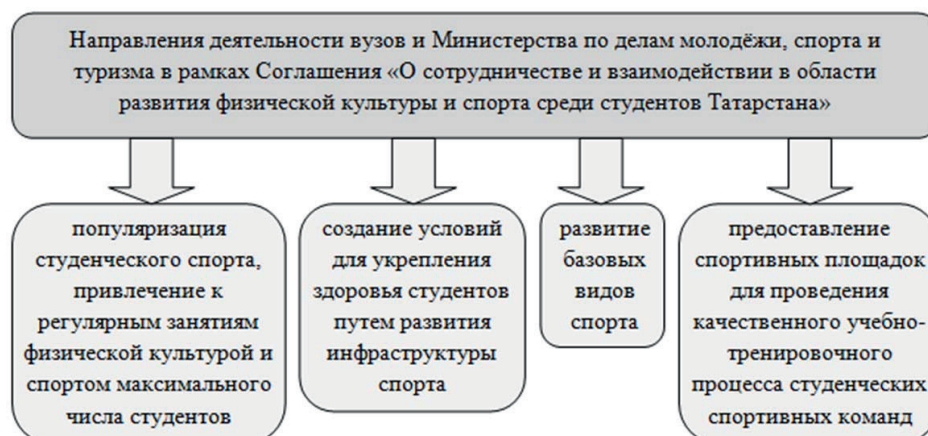 Направления деятельности вузов и Министерства по делам молодёжи, спорта и
туризма в рамках Соглашения «О сотрудничестве и взаимодействии в области
развития физической культуры и спорта среди студентов Татарстана»
популяризация
студенческого спорта,
привлечение к
регулярным занятиям
физической культурой и
спортом максимального
числа студентов
создание условий
для укрепления
здоровья студентов
путем развития
инфраструктуры
спорта
развитие
базовых
видов
спорта
предоставление
спортивных площадок
для проведения
качественного учебно-
тренировочного
процесса студенческих
спортивных команд